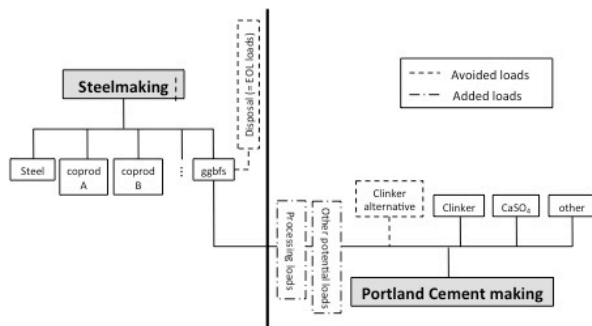 Steelmaking
Disposal (= EOL loads)
Avoided loads
Added loads
Steel
coprod
A
coprod
B
...
ggbfs
Clinker
alternative
Clinker
CaSO₄
other
Processing loads
Other potential loads
Portland Cement making